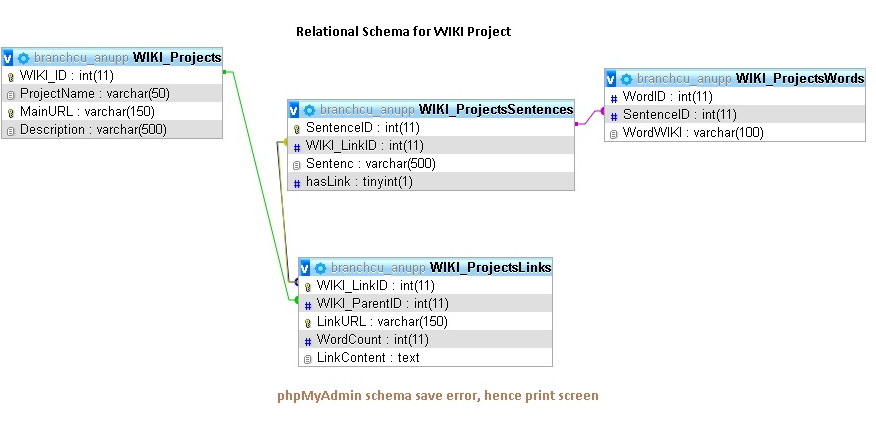 Relational Schema for WIKI Project
v branchcu_anupp WIKI_Projects
WIKI_ID : int(11)
ProjectName : varchar(50)
MainURL : varchar(150)
Description : varchar(500)
v branchcu_anupp WIKI_ProjectsSentences
SentenceID : int(11)
# WIKI_LinkID : int(11)
Sentenc : varchar(500)
# hasLink : tinyint(1)
v branchcu_anupp WIKI_ProjectsWords
# WordID : int(11)
# SentenceID : int(11)
WordWIKI : varchar(100)
v branchcu_anupp WIKI_ProjectsLinks
WIKI_LinkID : int(11)
# WIKI_ParentID : int(11)
LinkURL : varchar(150)
# WordCount : int(11)
LinkContent : text
phpMyAdmin schema save error, hence print screen